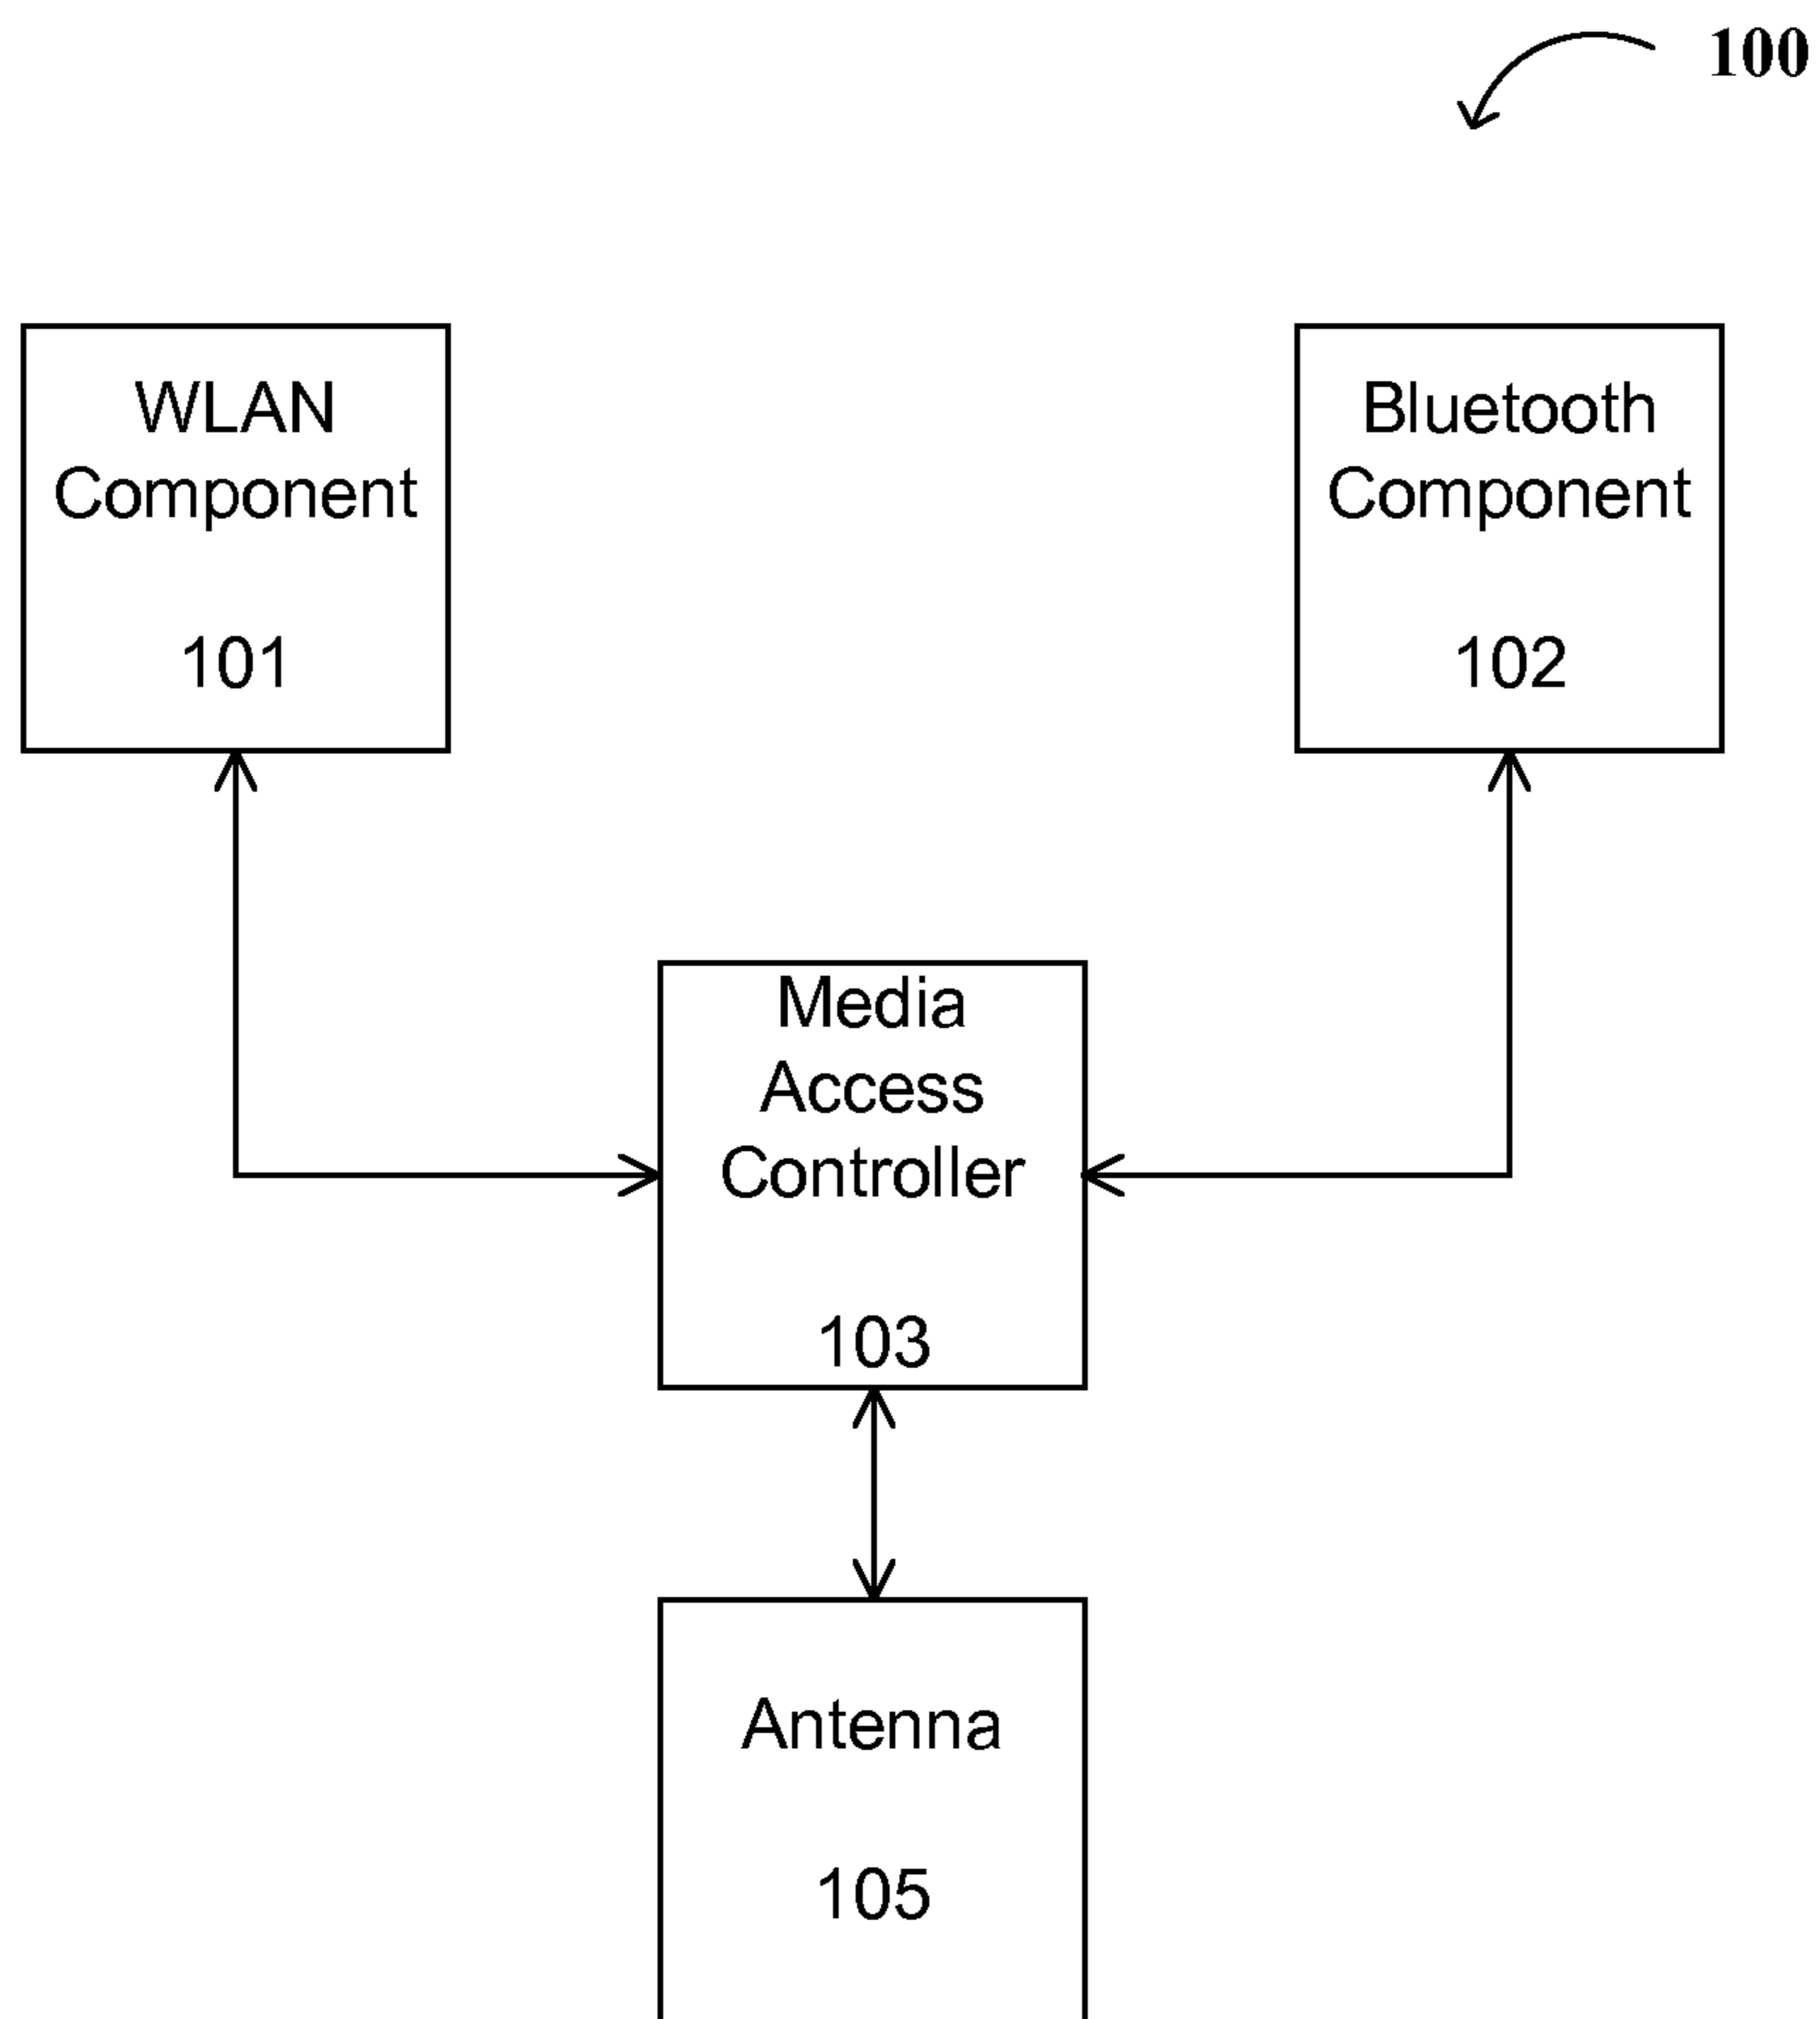 100
WLAN
Component
101
Bluetooth
Component
102
Media
Access
Controller
103
Antenna
105